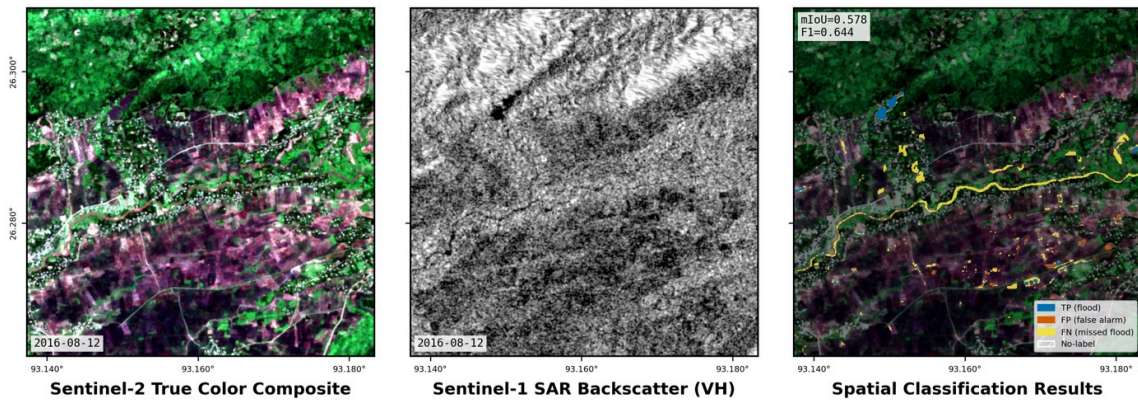 mIoU=0.578
F1=0.644
26.300°
26.280°
2016-08-12
2016-08-12
TP (flood)
FP (false alarm)
FN (missed flood)
No-label
93.140° 93.160° 93.180°
93.140° 93.160° 93.180°
93.140° 93.160° 93.180°
Sentinel-2 True Color Composite
Sentinel-1 SAR Backscatter (VH)
Spatial Classification Results